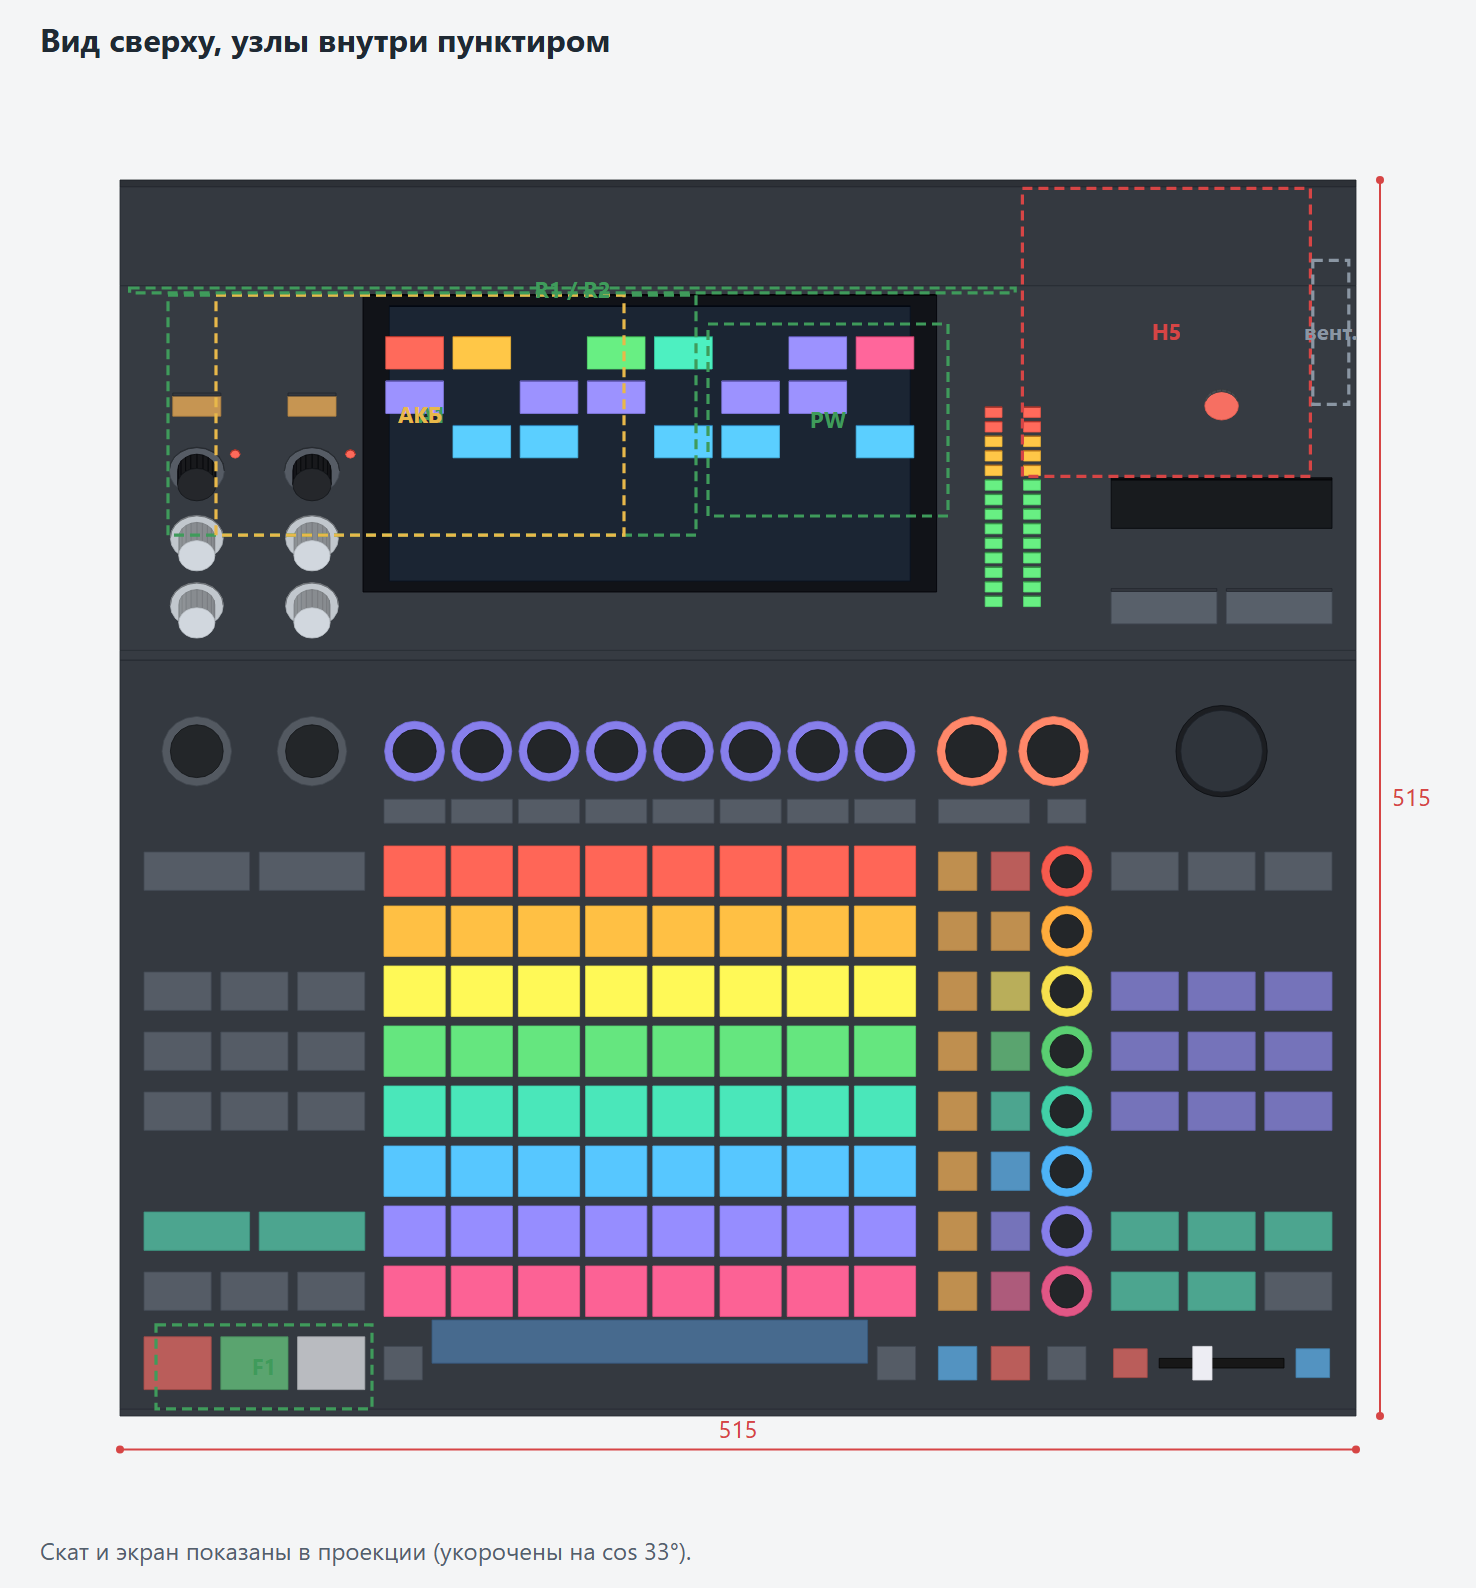 Вид сверху, узлы внутри пунктиром
R1 / R2
H5
вент.
АКБ
PW
515
F1
515
Скат и экран показаны в проекции (укорочены на cos 33°).